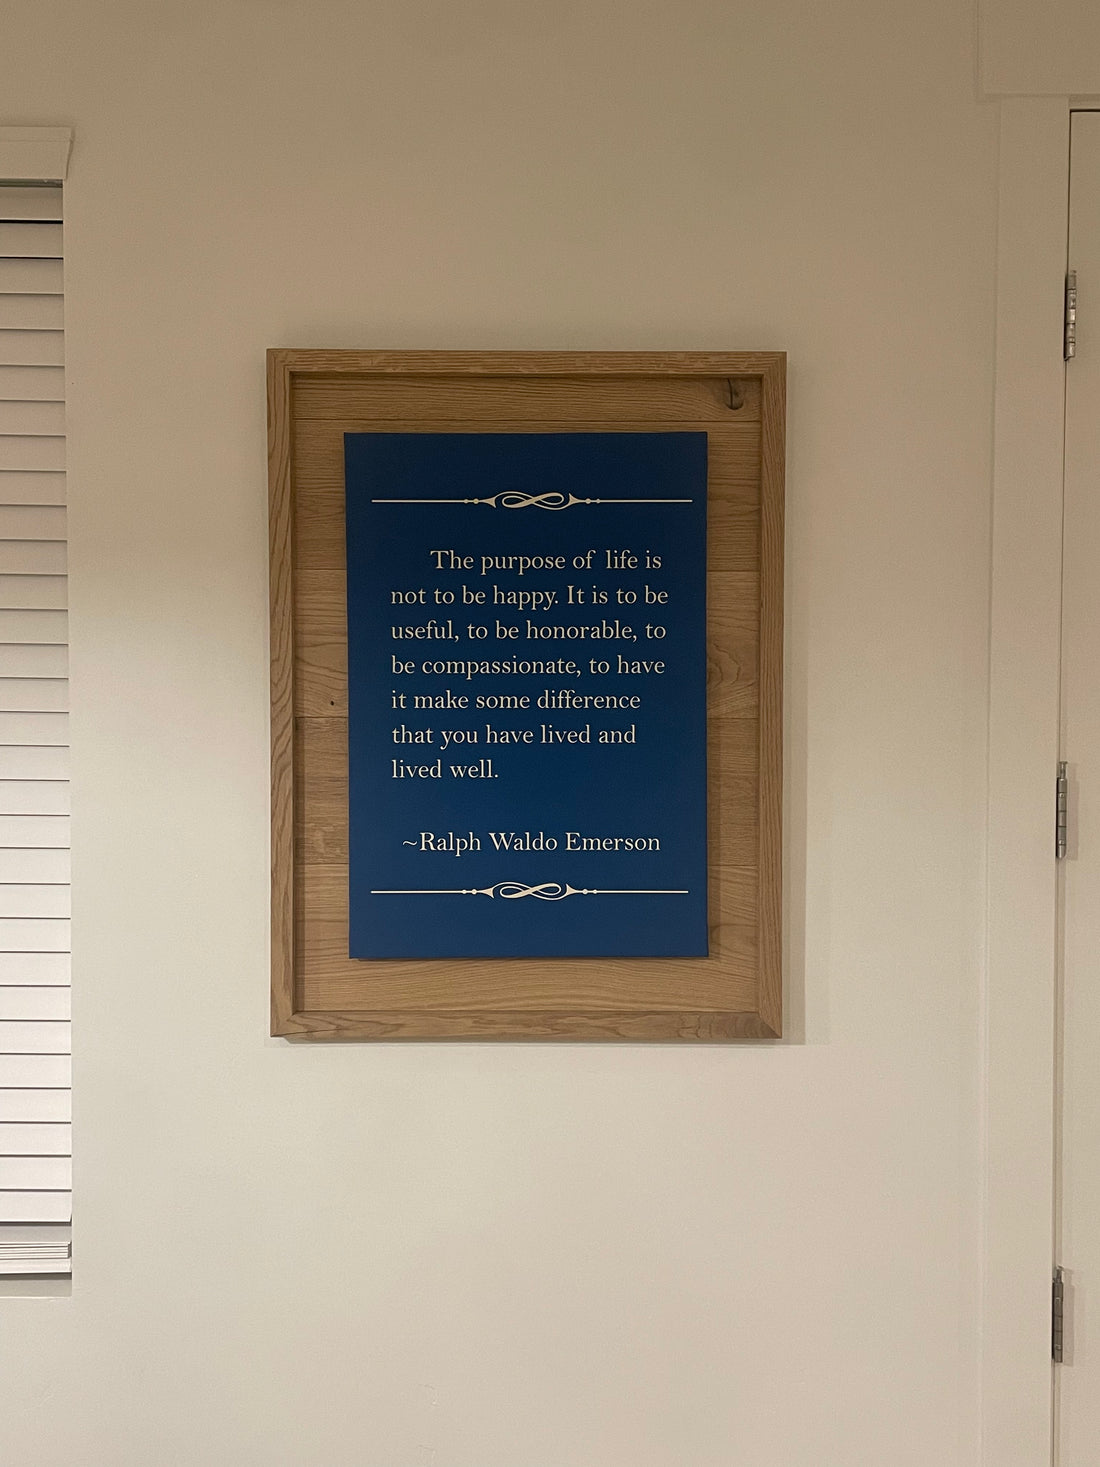 The purpose of life is
not to be happy. It is to be
useful, to be honorable, to
be compassionate, to have
it make some difference
that you have lived and
lived well.
~Ralph Waldo Emerson